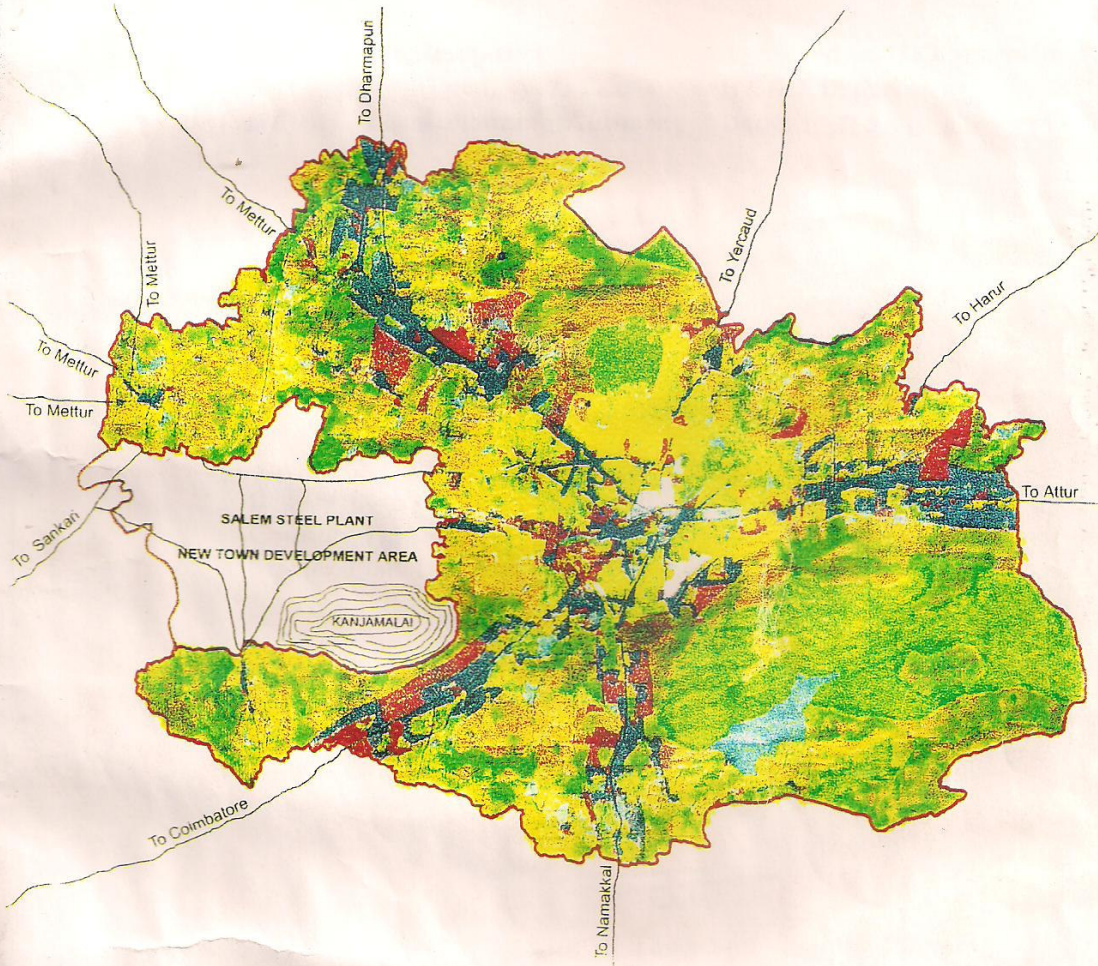 To Dharmapuri
To Mettur
To Mettur
To Yercaud
To Harur
To Mettur
To Mettur
To Attur
To Sankari
SALEM STEEL PLANT
NEW TOWN DEVELOPMENT AREA
KANJAMALAI
To Coimbatore
To Namakkal